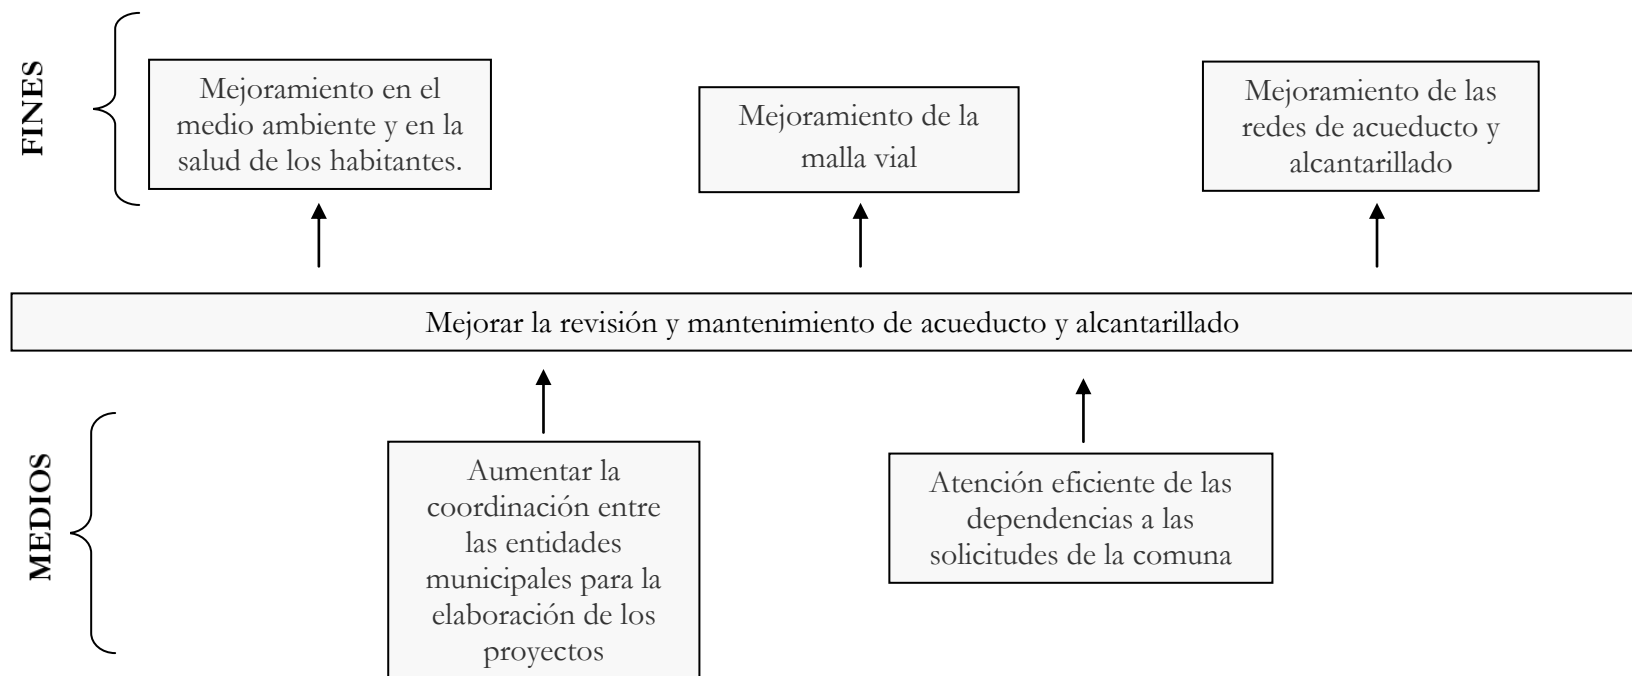 FINES
Mejoramiento en el
medio ambiente y en la
salud de los habitantes.
Mejoramiento de la
malla vial
Mejoramiento de las
redes de acueducto y
alcantarillado
Mejorar la revisión y mantenimiento de acueducto y alcantarillado
MEDIOS
Aumentar la
coordinación entre
las entidades
municipales para la
elaboración de los
proyectos
Atención eficiente de las
dependencias a las
solicitudes de la comuna